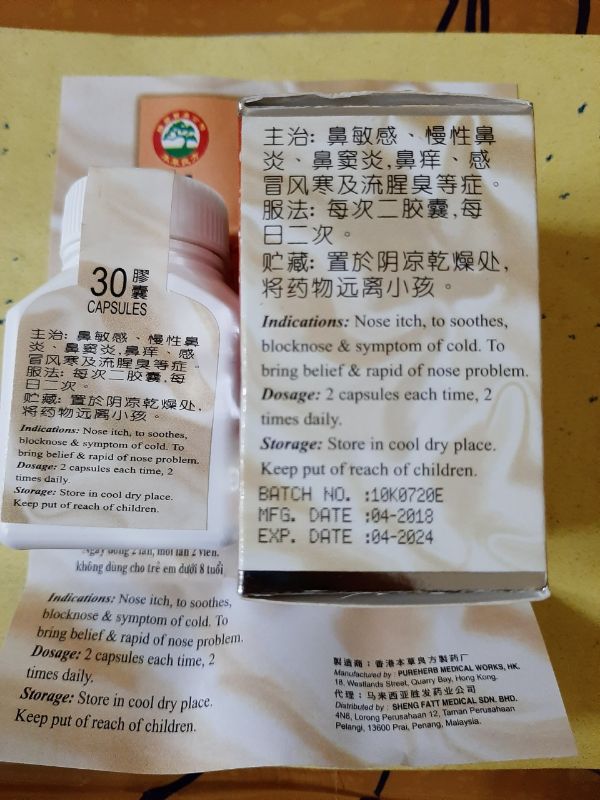 主治: 鼻敏感、慢性鼻
炎、鼻窦炎,鼻痒、感
冒风寒及流腥臭等症。
服法: 每次二胶囊,每
日二次。
贮藏: 置於阴凉乾燥处,
将药物远离小孩。
Indications: Nose itch, to soothes,
blocknose & symptom of cold. To
bring belief & rapid of nose problem.
Dosage: 2 capsules each time, 2
times daily.
Storage: Store in cool dry place.
Keep put of reach of children.
BATCH NO. :10K0720E
MFG. DATE :04-2018
EXP. DATE :04-2024
30 膠囊
CAPSULES
主治: 鼻敏感、慢性鼻
炎、鼻窦炎,鼻痒、感
冒风寒及流腥臭等症。
服法: 每次二胶囊,每
日二次。
贮藏: 置於阴凉乾燥处,
将药物远离小孩。
Indications: Nose itch, to soothes,
blocknose & symptom of cold. To
bring belief & rapid of nose problem.
Dosage: 2 capsules each time, 2
times daily.
Storage: Store in cool dry place.
Keep put of reach of children.
Ngày uống 2 lần, mỗi lần 2 viên.
không dùng cho trẻ em dưới 8 tuổi
Indications: Nose itch, to soothes,
blocknose & symptom of cold. To
bring belief & rapid of nose problem.
Dosage: 2 capsules each time, 2
times daily.
Storage: Store in cool dry place.
Keep put of reach of children.
製造商：香港本草良方製药厂
Manufactured by : PUREHERB MEDICAL WORKS, HK.
18, Westlands Street, Quarry Bay, Hong Kong.
代理：马来西亚胜发药业公司
Distributed by : SHENG FATT MEDICAL SDN. BHD.
4N6, Lorong Perusahaan 12, Taman Perusahaan
Pelangi, 13600 Prai, Penang, Malaysia.